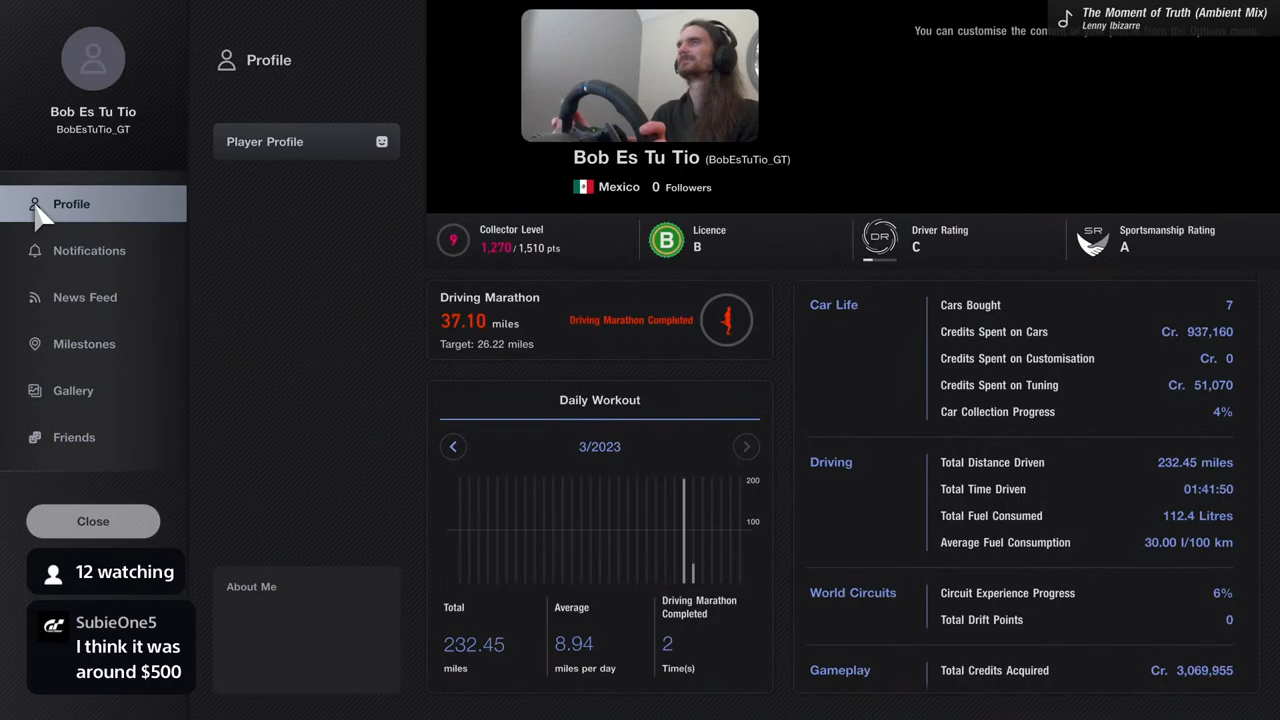 The Moment of Truth (Ambient Mix)
Lenny Ibizarre
Bob Es Tu Tio
BobEsTuTio_GT
Profile
Notifications
News Feed
Milestones
Gallery
Friends
Close
12 watching
SubieOne5
I think it was
around $500
Profile
Player Profile
About Me
You can customise the con
Bob Es Tu Tio (BobEsTuTio_GT)
Mexico 0 Followers
9 Collector Level
1,270 / 1,510 pts
B Licence
B
DR Driver Rating
C
SR Sportsmanship Rating
A
Driving Marathon
37.10 miles
Driving Marathon Completed
Target: 26.22 miles
Daily Workout
3/2023
200
100
Total
232.45
miles
Average
8.94
miles per day
Driving Marathon
Completed
2
Time(s)
Car Life
Cars Bought 7
Credits Spent on Cars Cr. 937,160
Credits Spent on Customisation Cr. 0
Credits Spent on Tuning Cr. 51,070
Car Collection Progress 4%
Driving
Total Distance Driven 232.45 miles
Total Time Driven 01:41:50
Total Fuel Consumed 112.4 Litres
Average Fuel Consumption 30.00 l/100 km
World Circuits
Circuit Experience Progress 6%
Total Drift Points 0
Gameplay
Total Credits Acquired Cr. 3,069,955